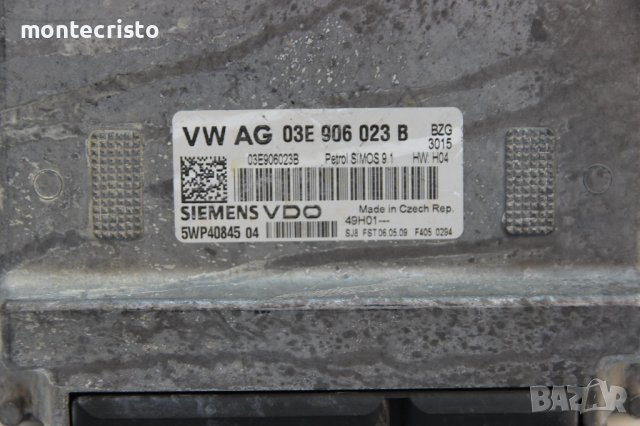 montecristo
VW AG 03E 906 023 B BZG
3015
03E906023B Petrol SIMOS 9.1 HW: H04
SIEMENS VDO Made in Czech Rep.
49H01---
5WP40845 04 SJ8 FST 06.05.09 F405 0294
BAZAR